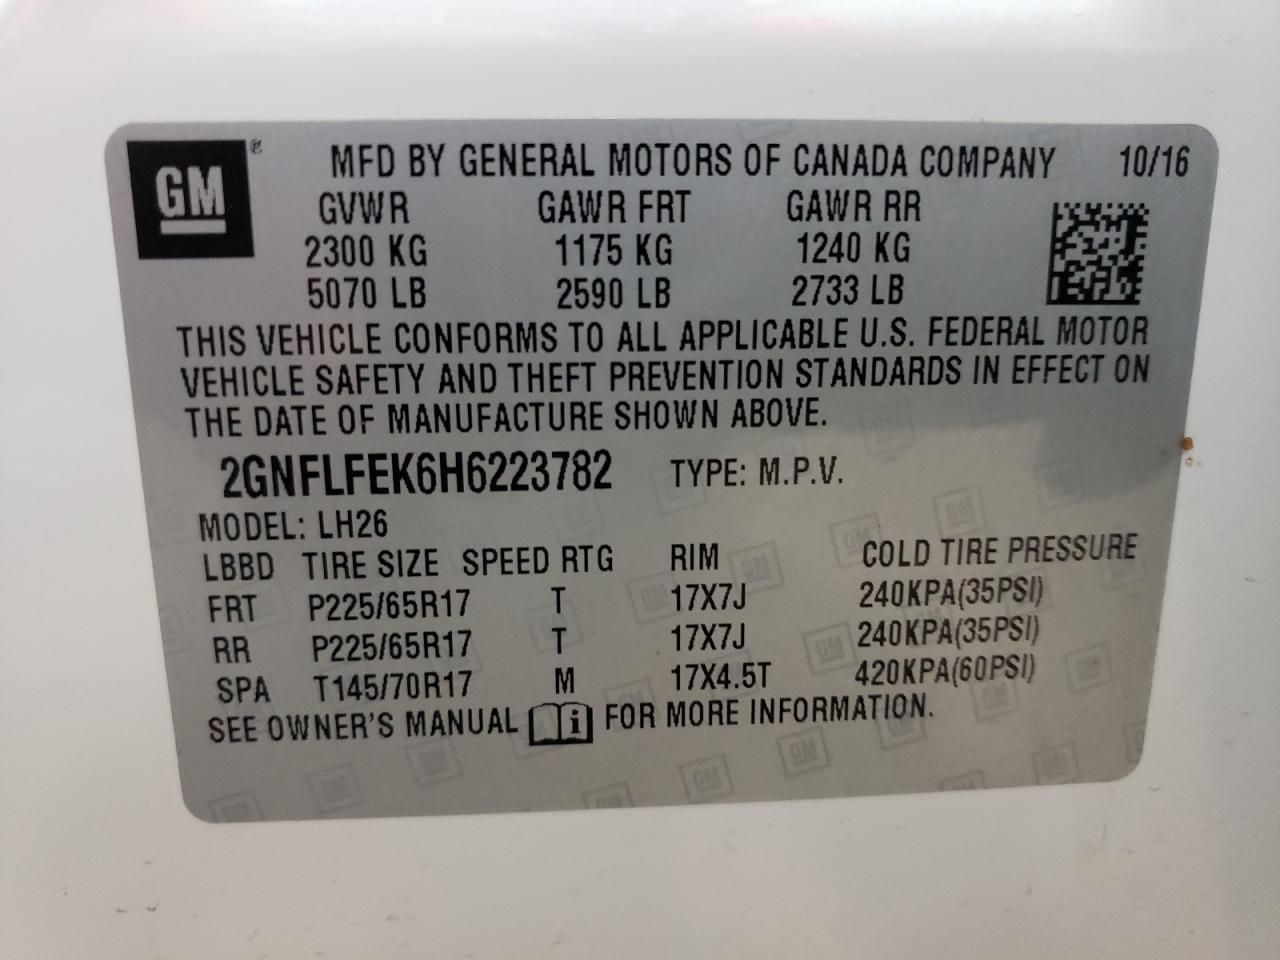 GM® MFD BY GENERAL MOTORS OF CANADA COMPANY 10/16
GVWR GAWR FRT GAWR RR
2300 KG 1175 KG 1240 KG
5070 LB 2590 LB 2733 LB
THIS VEHICLE CONFORMS TO ALL APPLICABLE U.S. FEDERAL MOTOR
VEHICLE SAFETY AND THEFT PREVENTION STANDARDS IN EFFECT ON
THE DATE OF MANUFACTURE SHOWN ABOVE.
2GNFLFEK6H6223782 TYPE: M.P.V.
MODEL: LH26
LBBD TIRE SIZE SPEED RTG RIM COLD TIRE PRESSURE
FRT P225/65R17 T 17X7J 240KPA(35PSI)
RR P225/65R17 T 17X7J 240KPA(35PSI)
SPA T145/70R17 M 17X4.5T 420KPA(60PSI)
SEE OWNER'S MANUAL i FOR MORE INFORMATION.